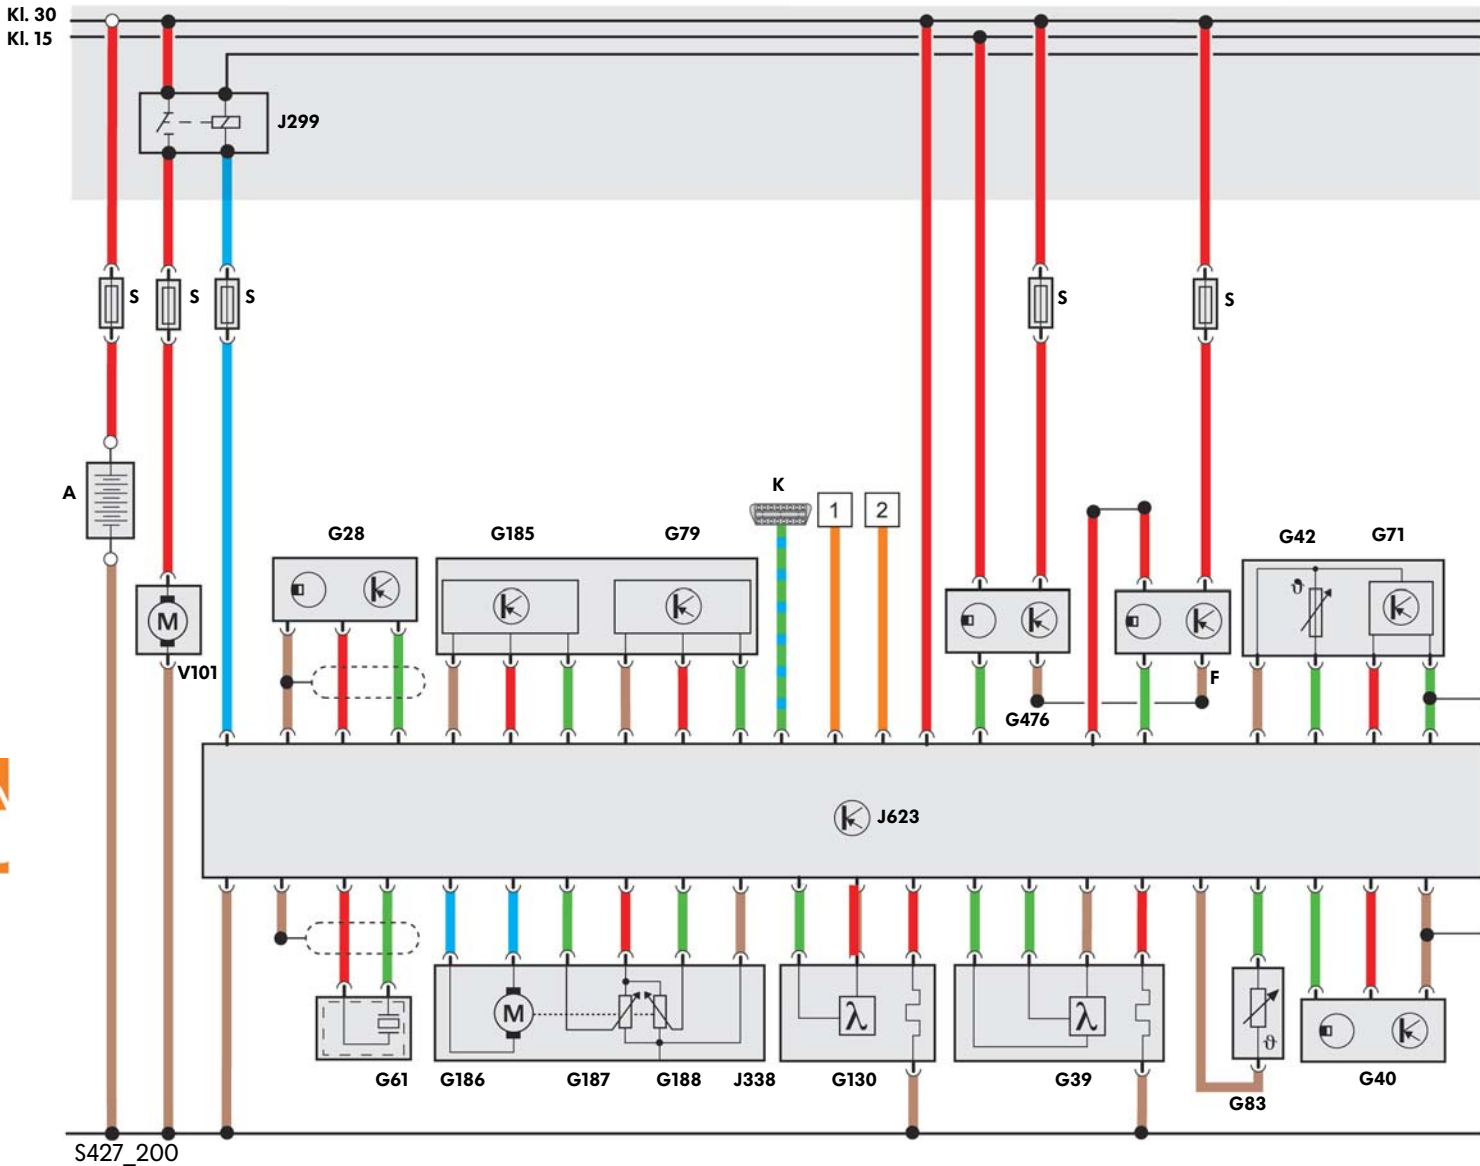 Kl. 30
Kl. 15
J299
S S S S S
A
K
1 2
G28 G185 G79 G42 G71
ϑ
M
V101
F
G476
J623
M λ λ
ϑ
G61 G186 G187 G188 J338 G130 G39 G40
G83
S427_200